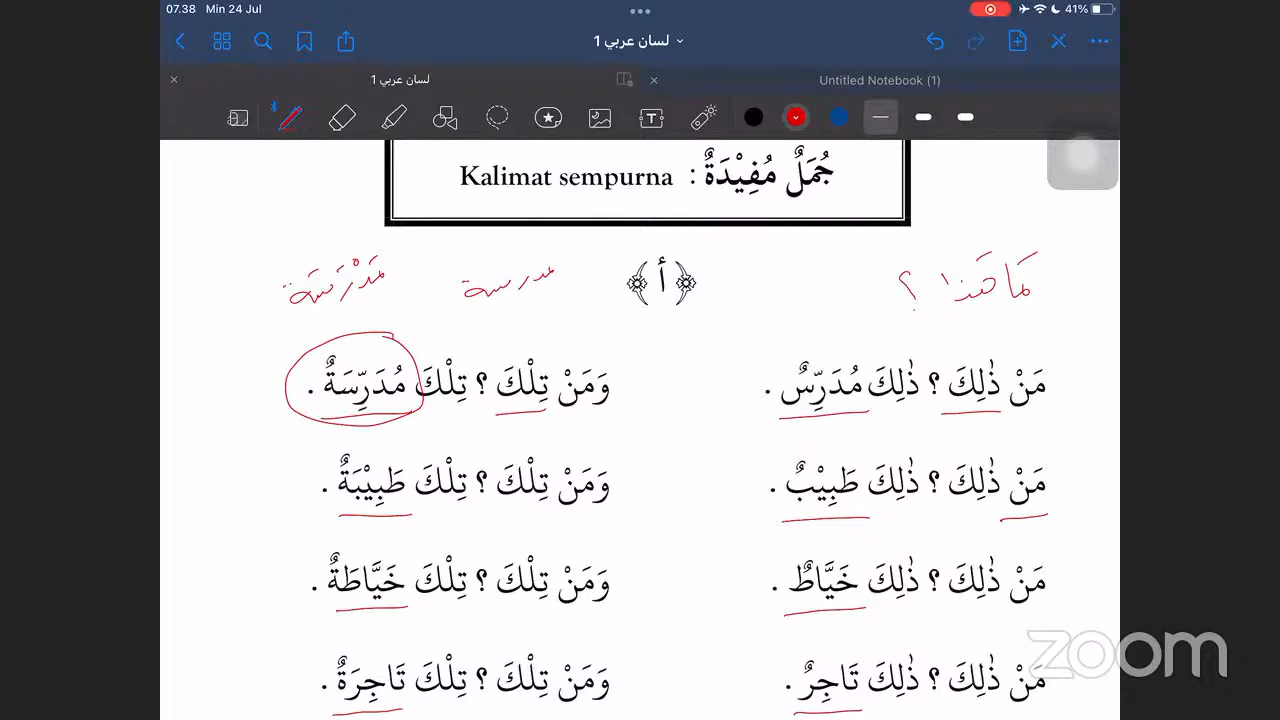 07.38 Min 24 Jul
41%
لسان عربي 1
لسان عربي 1
Untitled Notebook (1)
جُمَلٌ مُفِيْدَةٌ : Kalimat sempurna
﴿ أ ﴾
مَا هَذَا ؟ مدرسة مَدْرَسَة
مَنْ ذٰلِكَ ؟ ذٰلِكَ مُدَرِّسٌ . وَمَنْ تِلْكَ ؟ تِلْكَ مُدَرِّسَةٌ .
مَنْ ذٰلِكَ ؟ ذٰلِكَ طَبِيْبٌ . وَمَنْ تِلْكَ ؟ تِلْكَ طَبِيْبَةٌ .
مَنْ ذٰلِكَ ؟ ذٰلِكَ خَيَّاطٌ . وَمَنْ تِلْكَ ؟ تِلْكَ خَيَّاطَةٌ .
مَنْ ذٰلِكَ ؟ ذٰلِكَ تَاجِرٌ . وَمَنْ تِلْكَ ؟ تِلْكَ تَاجِرَةٌ .
zoom